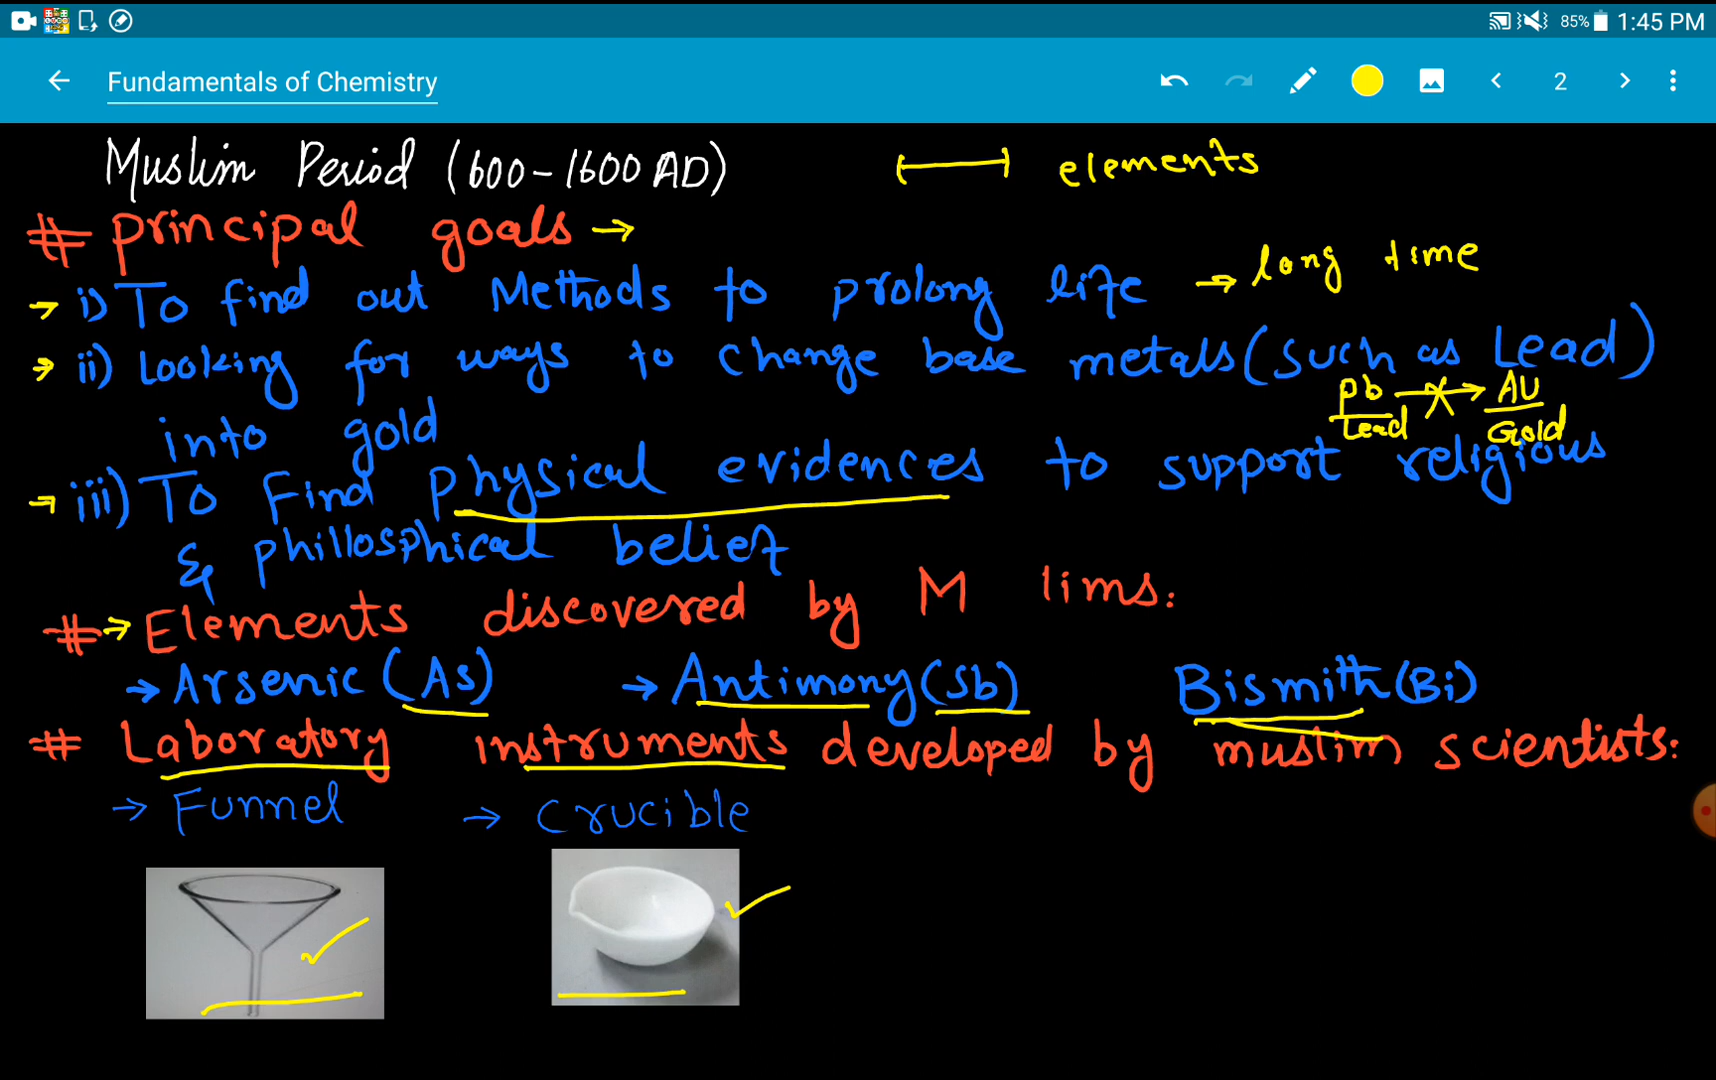 85% 1:45 PM
Fundamentals of Chemistry 2
Muslim Period (600-1600 AD) elements
# principal goals →
→ i) To find out Methods to prolong life → long time
→ ii) Looking for ways to change base metals (such as Lead)
Pb → AU
Lead Gold
into gold
→ iii) To Find physical evidences to support religious
& phillosphical belief
# → Elements discovered by M lims:
→ Arsenic (As) → Antimony (Sb) Bismith (Bi)
# Laboratory instruments developed by muslim scientists:
→ Funnel → Crucible